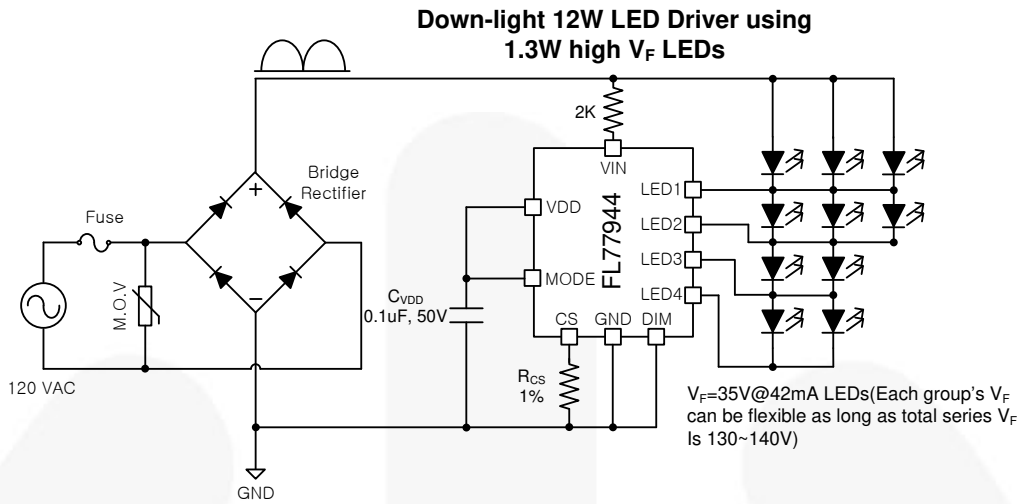 Down-light 12W LED Driver using
1.3W high VF LEDs
2K
VIN
Bridge
Rectifier
+
−
Fuse
M.O.V
120 VAC
VDD
MODE
FL77944
LED1
LED2
LED3
LED4
CVDD
0.1uF, 50V
CS
GND
DIM
RCS
1%
GND
VF=35V@42mA LEDs(Each group's VF
can be flexible as long as total series VF
Is 130~140V)